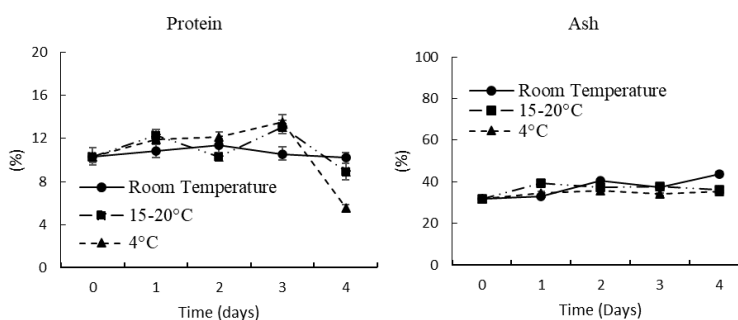 Protein
20
16
12
8
4
0
(%)
Room Temperature
15-20°C
4°C
0 1 2 3 4
Time (days)
Ash
100
80
60
40
20
0
(%)
Room Temperature
15-20°C
4°C
0 1 2 3 4
Time (Days)